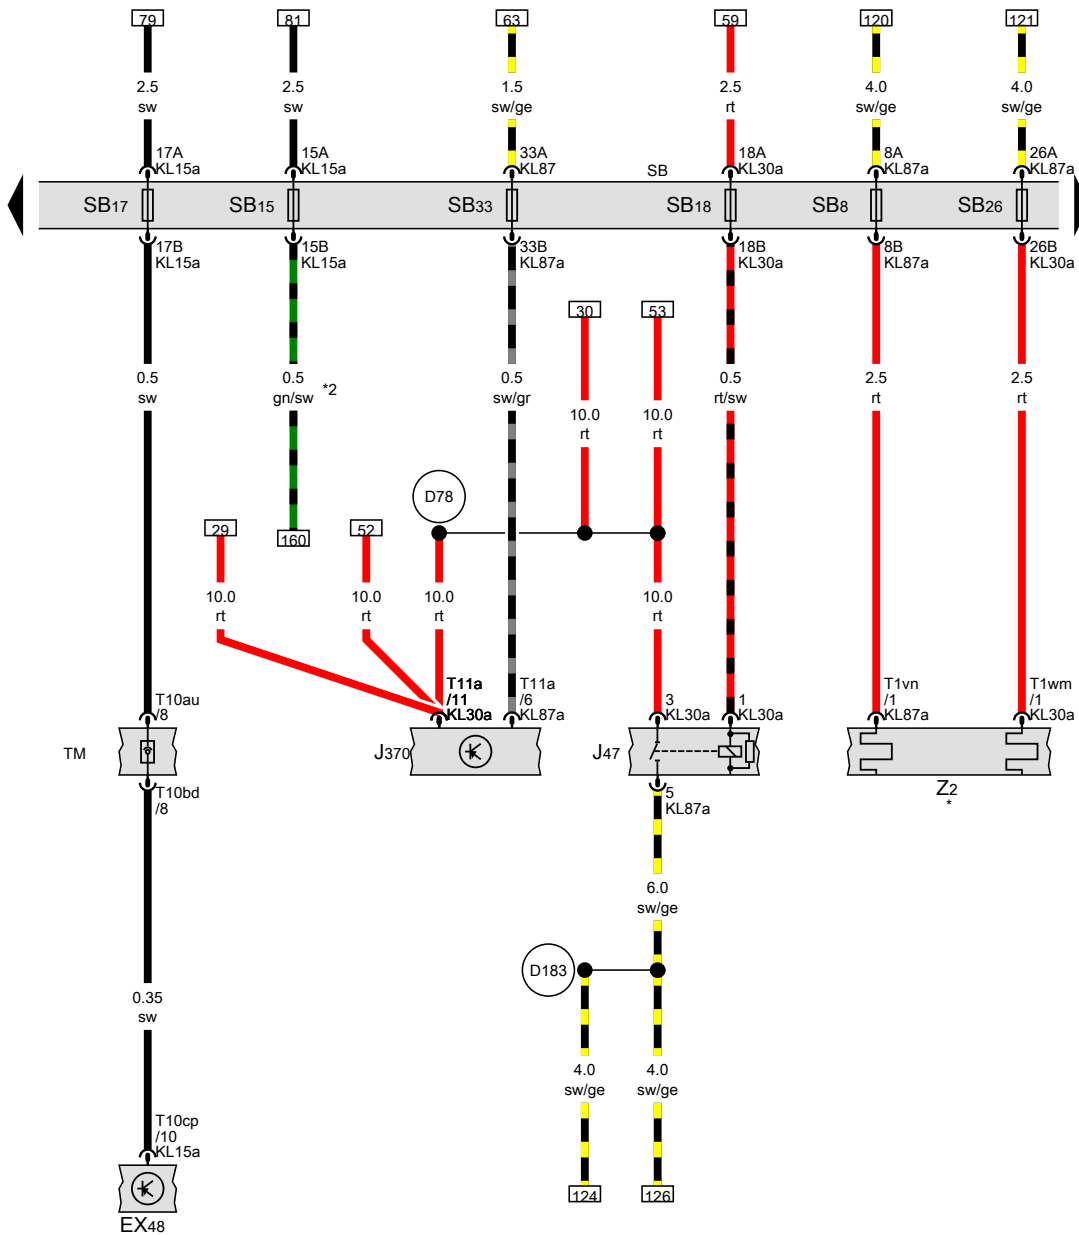 79
81
63
59
120
121
2.5
sw
2.5
sw
1.5
sw/ge
2.5
rt
4.0
sw/ge
4.0
sw/ge
17A
KL15a
15A
KL15a
33A
KL87
SB
18A
KL30a
8A
KL87a
26A
KL87a
SB17
SB15
SB33
SB18
SB8
SB26
17B
KL15a
15B
KL15a
33B
KL87a
18B
KL30a
8B
KL87a
26B
KL30a
30
53
0.5
sw
0.5
gn/sw
*2
0.5
sw/gr
10.0
rt
10.0
rt
0.5
rt/sw
2.5
rt
2.5
rt
D78
29
160
52
10.0
rt
10.0
rt
10.0
rt
10.0
rt
T10au
/8
T11a
/11
KL30a
T11a
/6
KL87a
3
KL30a
1
KL30a
T1vn
/1
KL87a
T1wm
/1
KL30a
TM
J370
J47
Z2
*
T10bd
/8
5
KL87a
6.0
sw/ge
D183
0.35
sw
4.0
sw/ge
4.0
sw/ge
T10cp
/10
KL15a
124
126
EX48